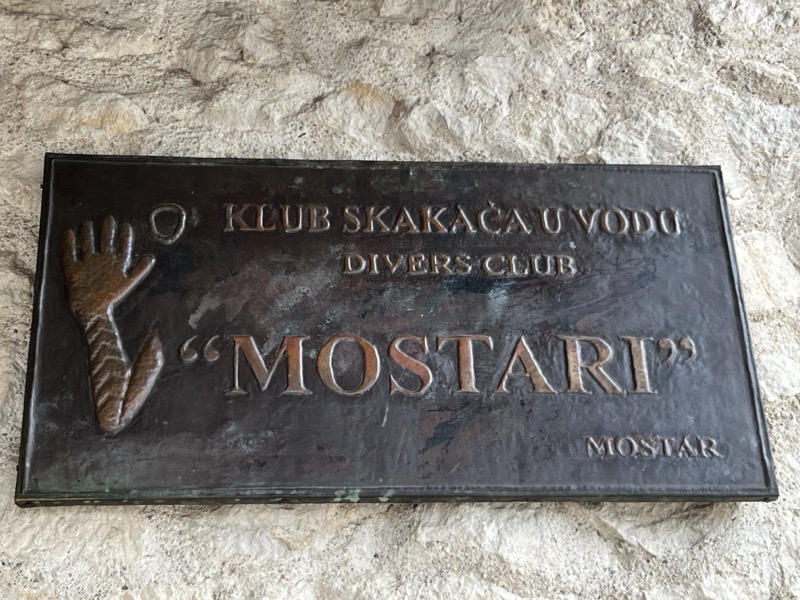 KLUB SKAKAČA U VODU
DIVERS CLUB
“MOSTARI”
MOSTAR